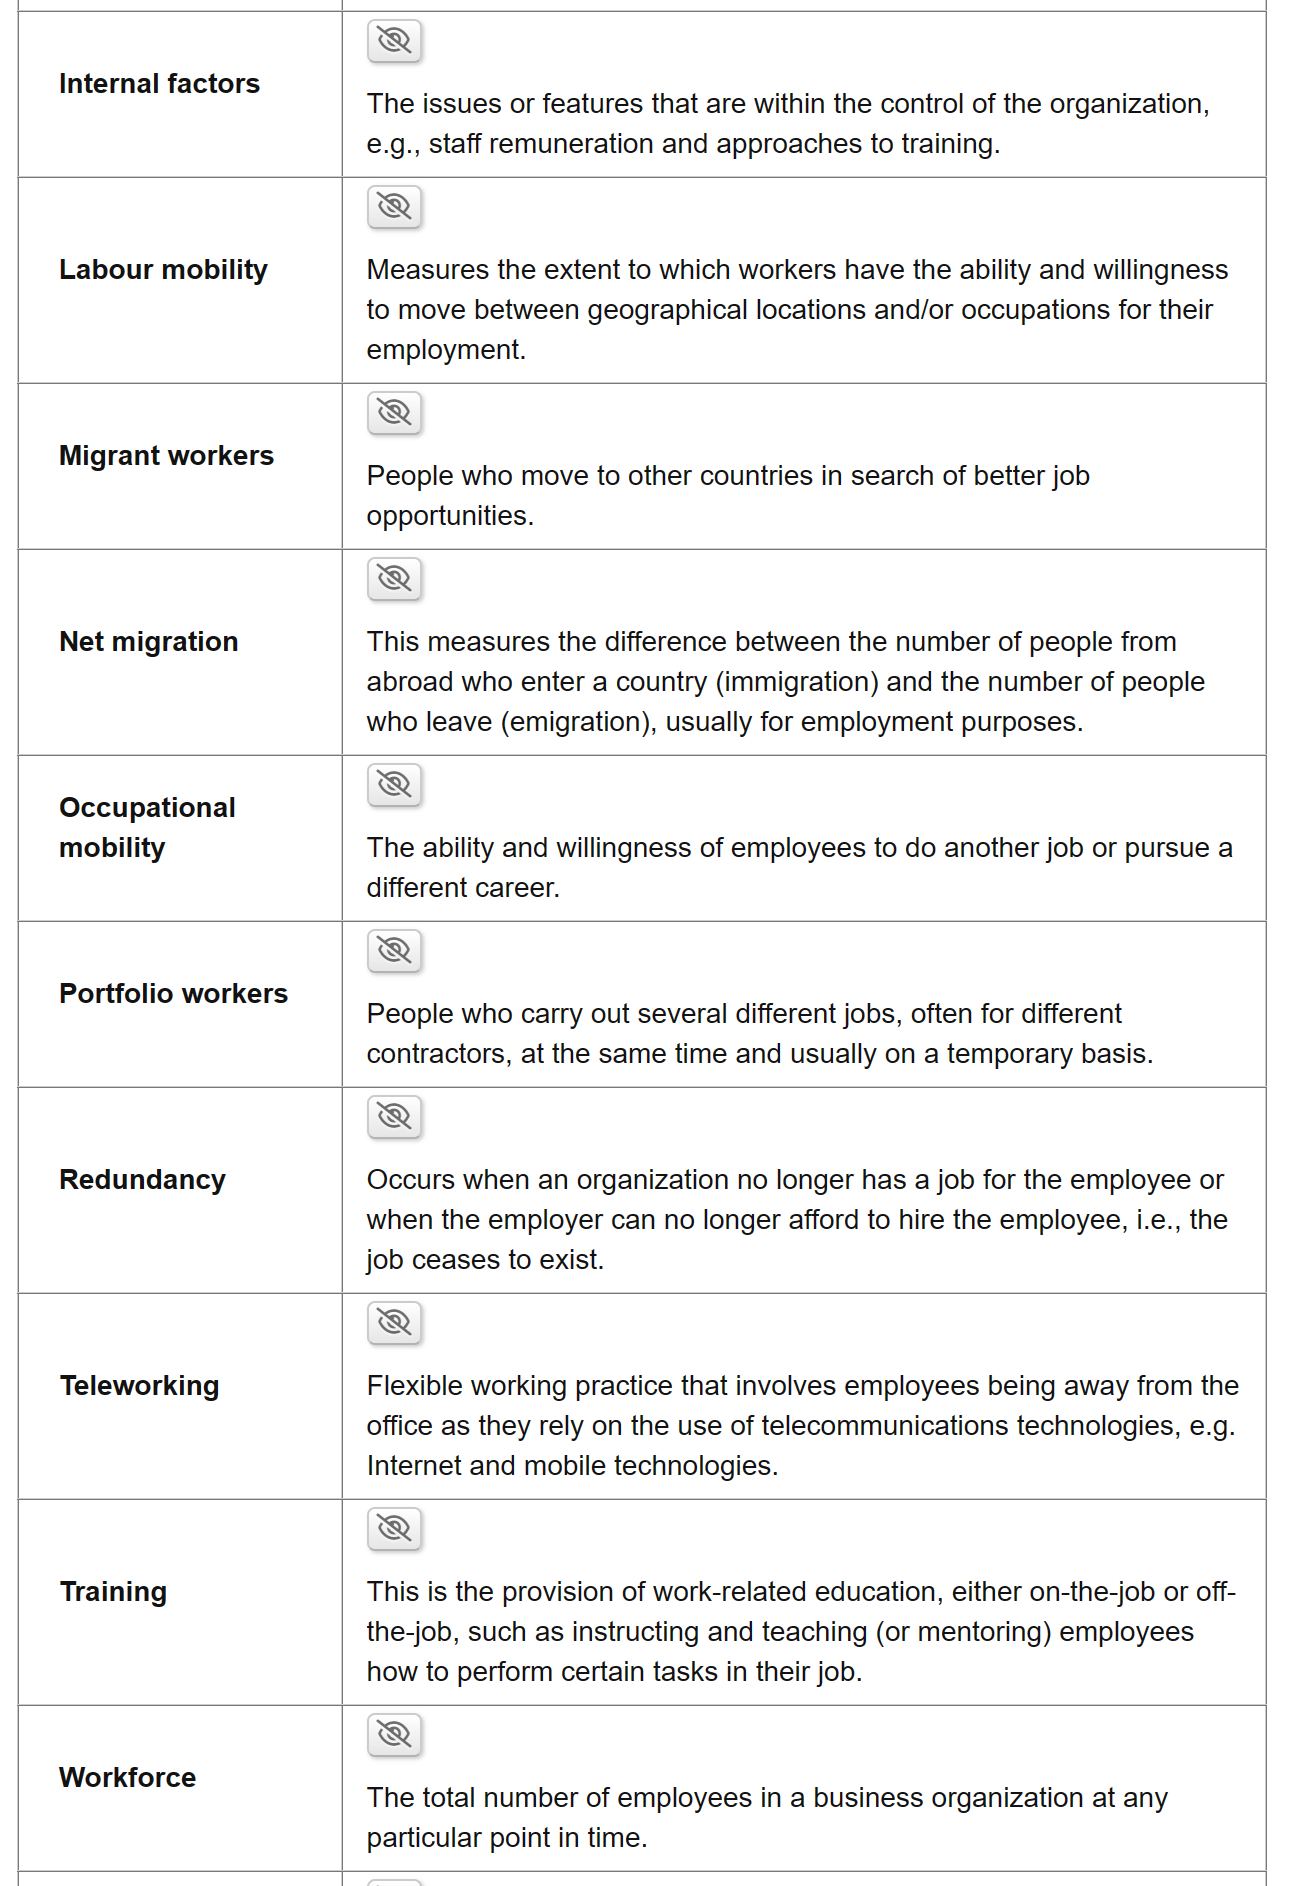 Internal factors
The issues or features that are within the control of the organization,
e.g., staff remuneration and approaches to training.
Labour mobility
Measures the extent to which workers have the ability and willingness
to move between geographical locations and/or occupations for their
employment.
Migrant workers
People who move to other countries in search of better job
opportunities.
Net migration
This measures the difference between the number of people from
abroad who enter a country (immigration) and the number of people
who leave (emigration), usually for employment purposes.
Occupational
mobility
The ability and willingness of employees to do another job or pursue a
different career.
Portfolio workers
People who carry out several different jobs, often for different
contractors, at the same time and usually on a temporary basis.
Redundancy
Occurs when an organization no longer has a job for the employee or
when the employer can no longer afford to hire the employee, i.e., the
job ceases to exist.
Teleworking
Flexible working practice that involves employees being away from the
office as they rely on the use of telecommunications technologies, e.g.
Internet and mobile technologies.
Training
This is the provision of work-related education, either on-the-job or off-
the-job, such as instructing and teaching (or mentoring) employees
how to perform certain tasks in their job.
Workforce
The total number of employees in a business organization at any
particular point in time.